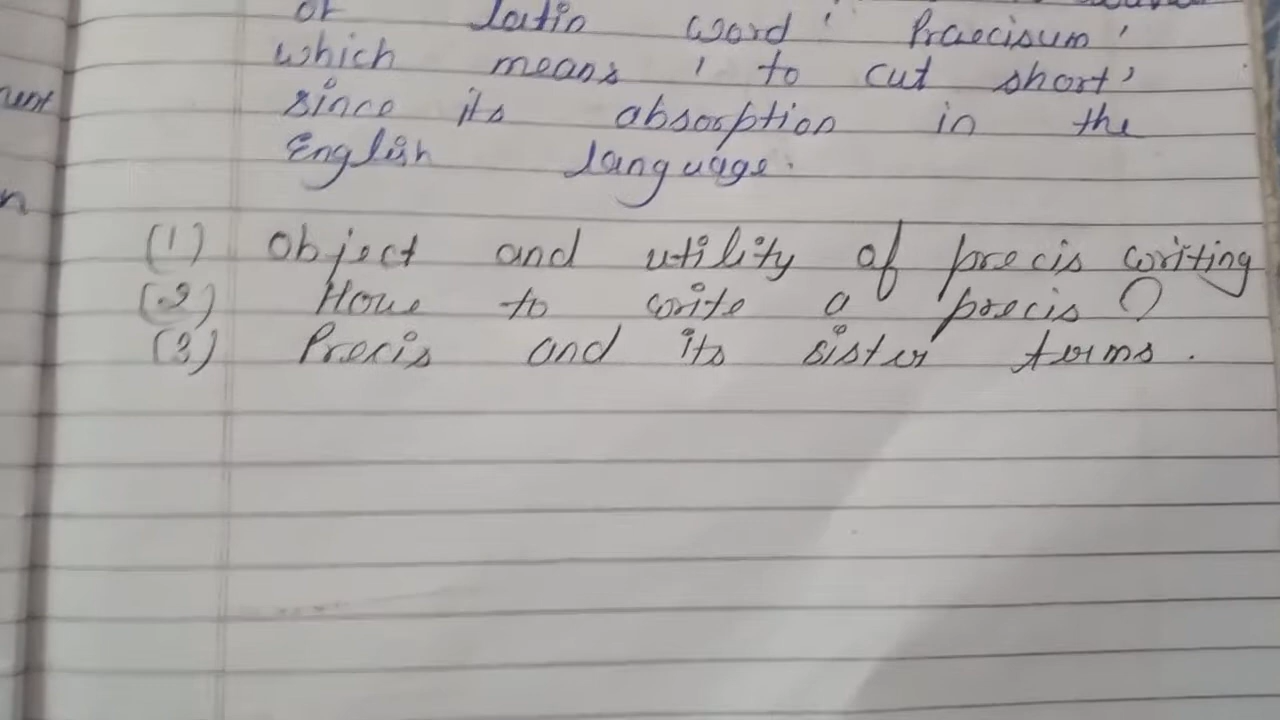 of Latin word ' Praecisum '
which means ' to cut short'
since its absorption in the
English language.
(1) Object and utility of precis writing
(2) Howe to write a precis ?
(3) Precis and its sister terms.